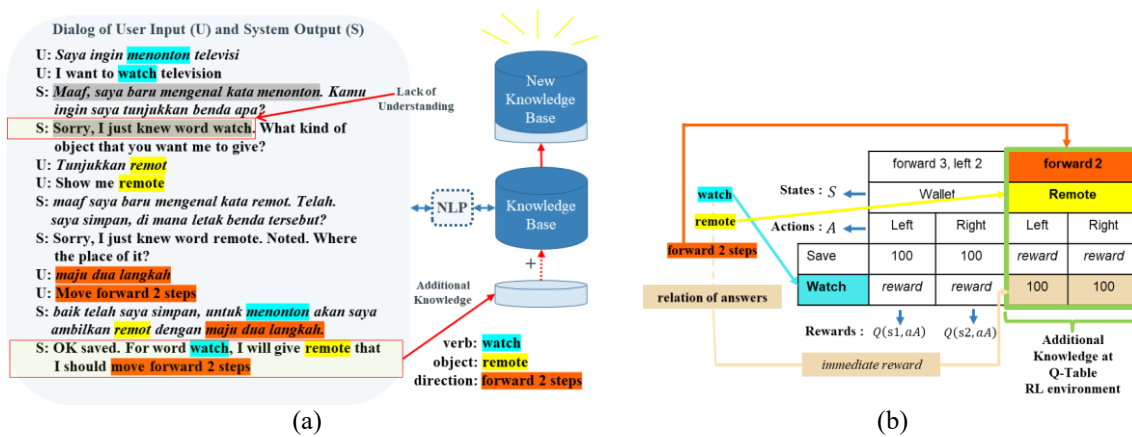 Dialog of User Input (U) and System Output (S)
U: Saya ingin menonton televisi
U: I want to watch television
S: Maaf, saya baru mengenal kata menonton. Kamu
ingin saya tunjukkan benda apa?
S: Sorry, I just knew word watch. What kind of
object that you want me to give?
U: Tunjukkan remot
U: Show me remote
S: maaf saya baru mengenal kata remot. Telah.
saya simpan, di mana letak benda tersebut?
S: Sorry, I just knew word remote. Noted. Where
the place of it?
U: maju dua langkah
U: Move forward 2 steps
S: baik telah saya simpan, untuk menonton akan saya
ambilkan remot dengan maju dua langkah.
S: OK saved. For word watch, I will give remote that
I should move forward 2 steps
Lack of
Understanding
NLP
New
Knowledge
Base
Knowledge
Base
+
Additional
Knowledge
verb: watch
object: remote
direction: forward 2 steps
(a)
watch
remote
forward 2 steps
relation of answers
States : S
Actions : A
forward 3, left 2 forward 2
Wallet Remote
Left Right Left Right
Save 100 100 reward reward
Watch reward reward 100 100
Rewards : Q(s1,aA) Q(s2,aA)
immediate reward
Additional
Knowledge at
Q-Table
RL environment
(b)